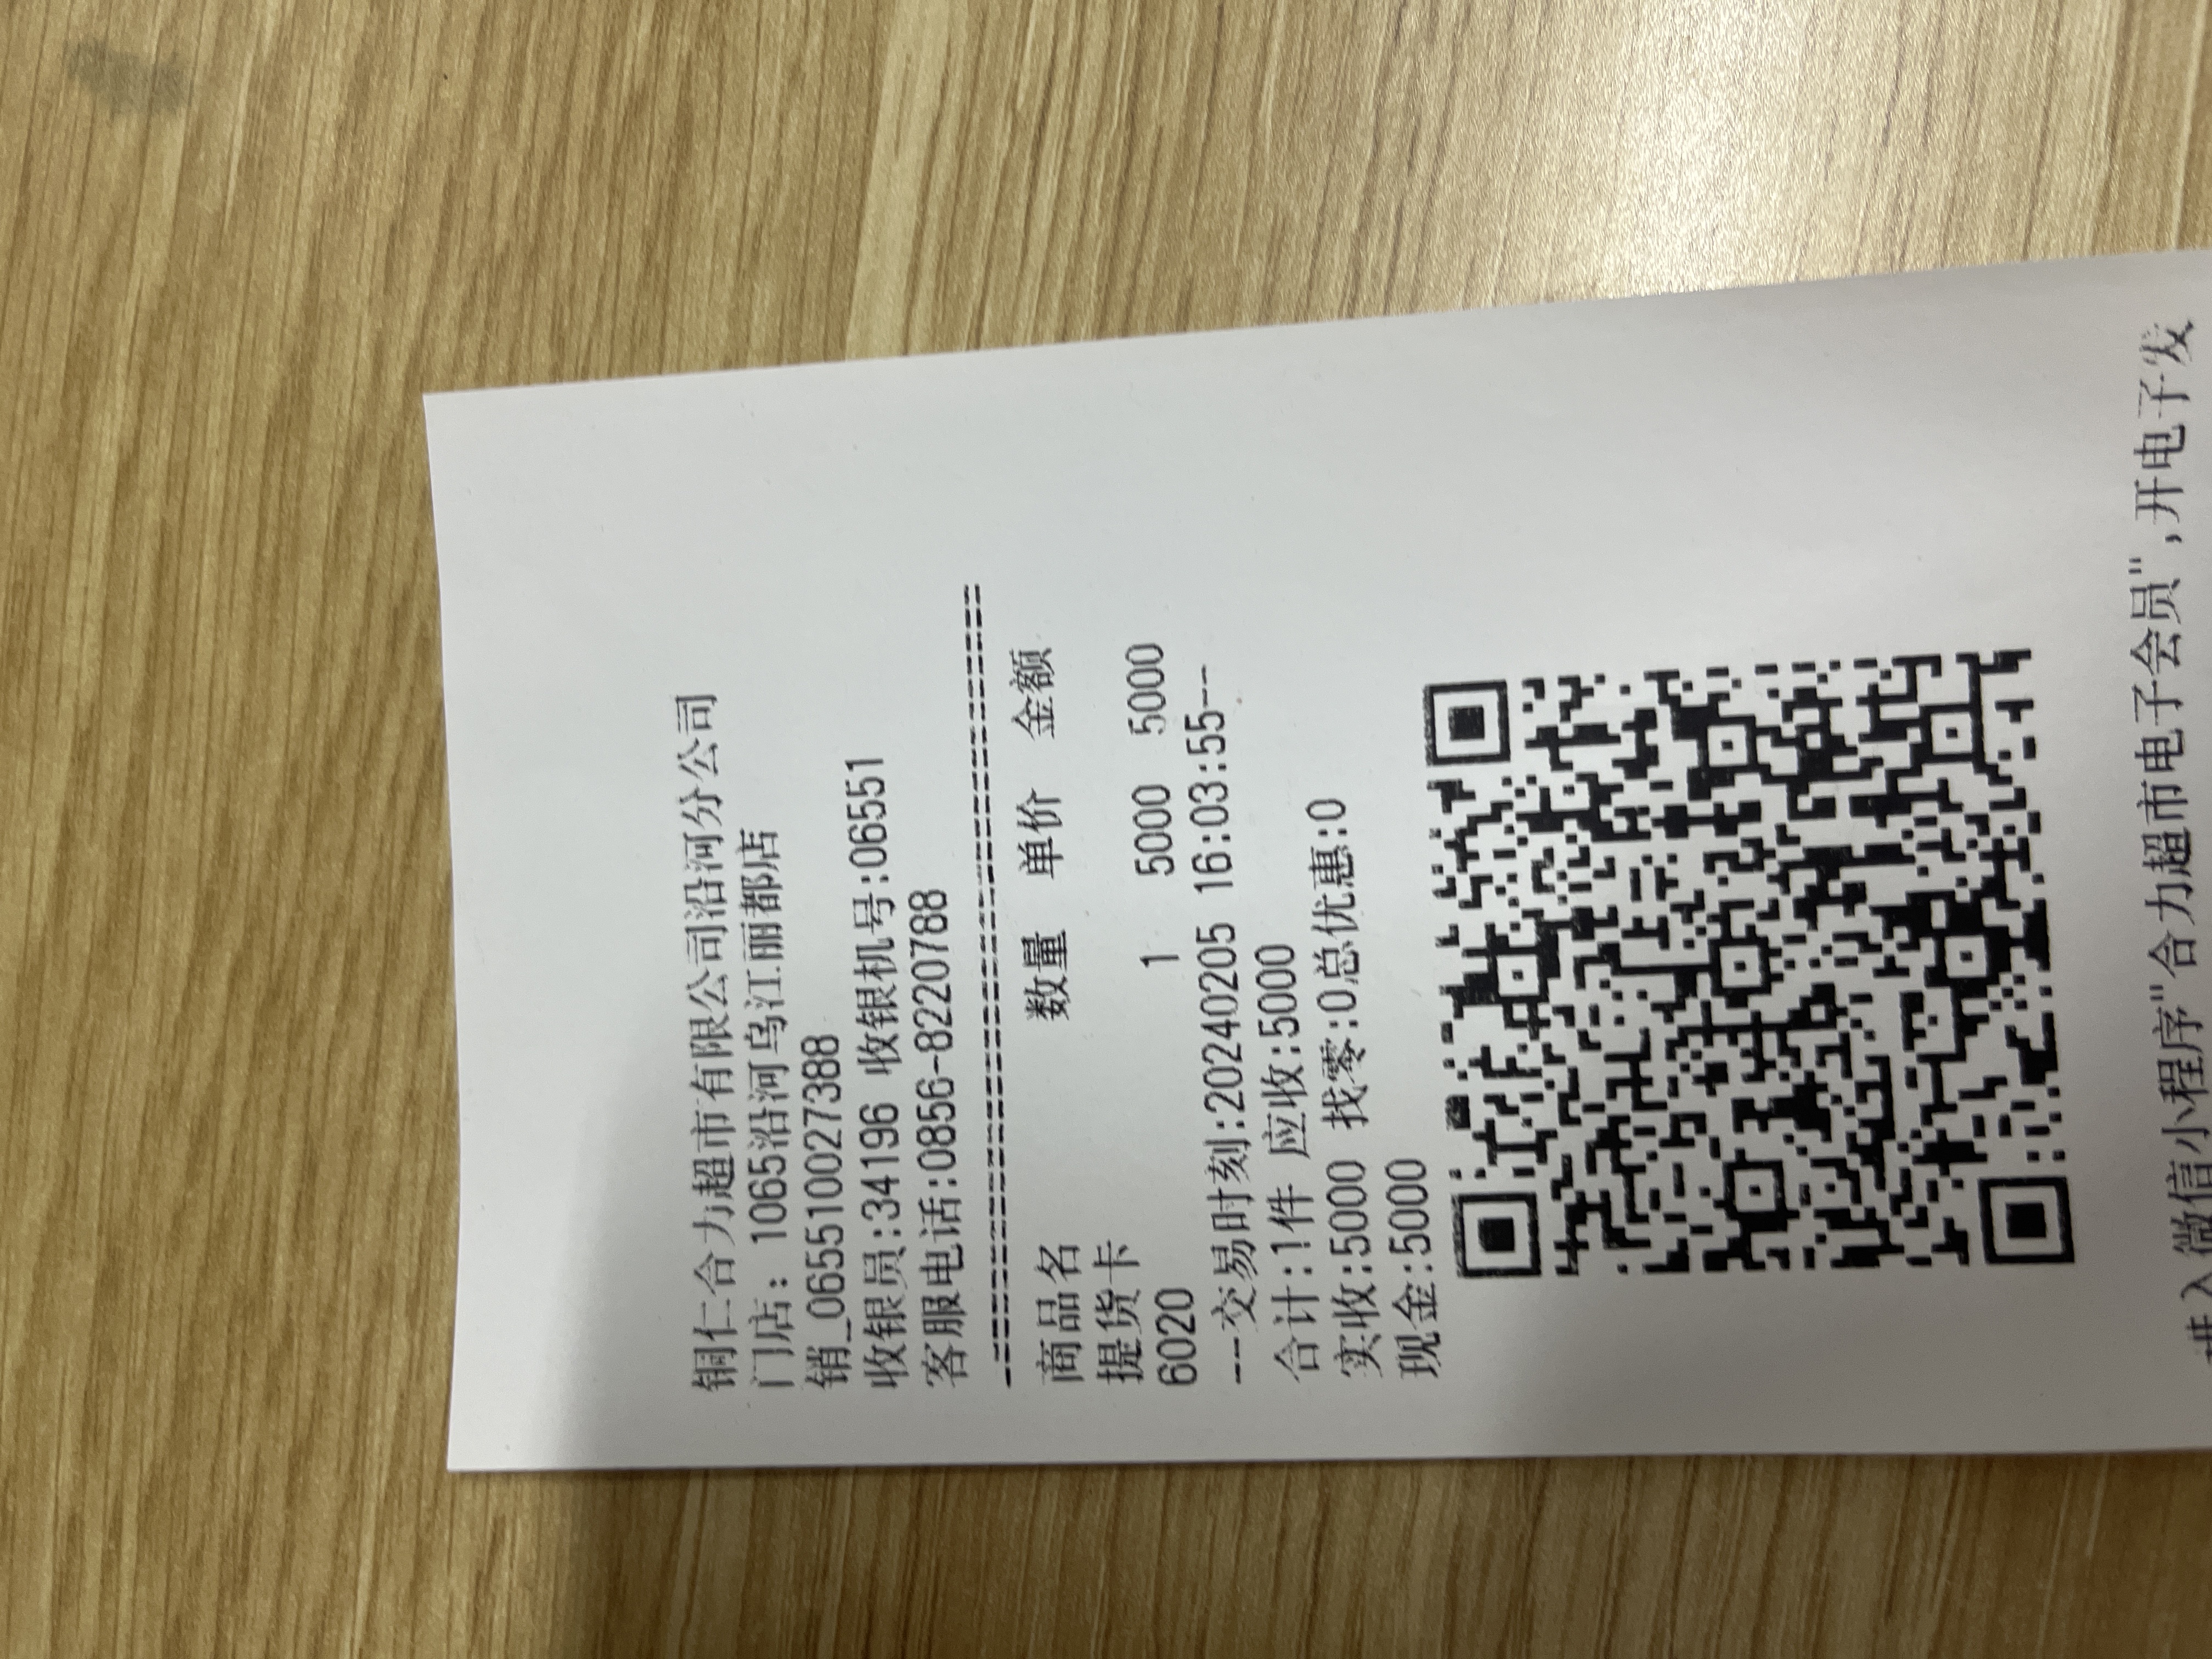 铜仁合力超市有限公司沿河分公司
门店：1065沿河乌江丽都店
销_065510027388
收银员:34196 收银机号:06551
客服电话:0856-8220788
商品名 数量 单价 金额
提货卡
6020 1 5000 5000
--交易时刻:20240205 16:03:55--
合计:1件 应收:5000
实收:5000 找零:0总优惠:0
现金:5000
进入微信小程序"合力超市电子会员",开电子发